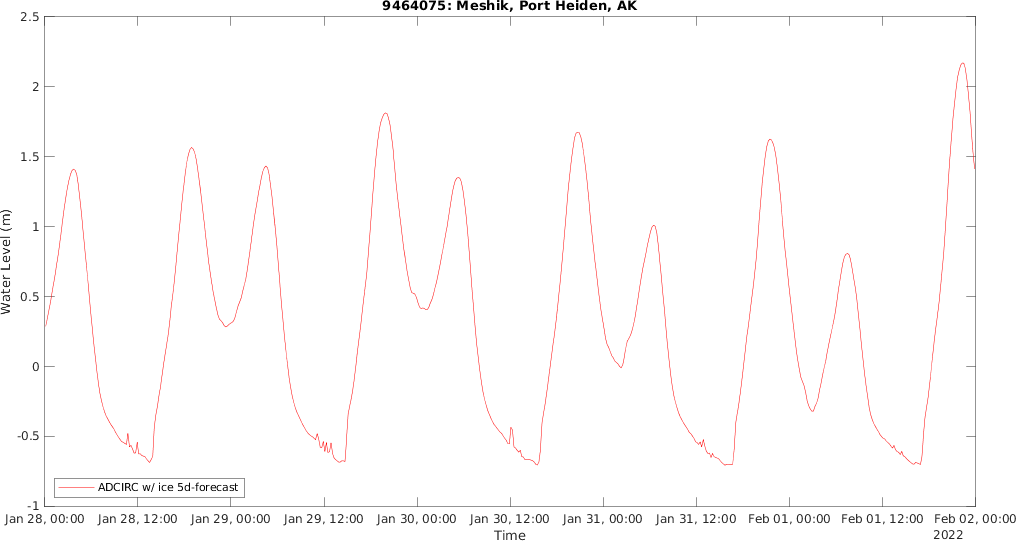 9464075: Meshik, Port Heiden, AK
2.5
2
1.5
1
0.5
0
-0.5
-1
Water Level (m)
ADCIRC w/ ice 5d-forecast
Jan 28, 00:00 Jan 28, 12:00 Jan 29, 00:00 Jan 29, 12:00 Jan 30, 00:00 Jan 30, 12:00 Jan 31, 00:00 Jan 31, 12:00 Feb 01, 00:00 Feb 01, 12:00 Feb 02, 00:00
Time
2022